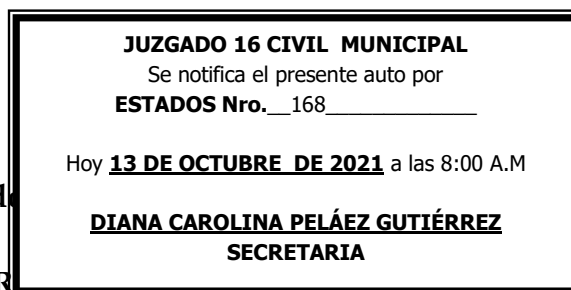 JUZGADO 16 CIVIL MUNICIPAL
Se notifica el presente auto por
ESTADOS Nro.__168_____________
Hoy 13 DE OCTUBRE DE 2021 a las 8:00 A.M
DIANA CAROLINA PELÁEZ GUTIÉRREZ
SECRETARIA